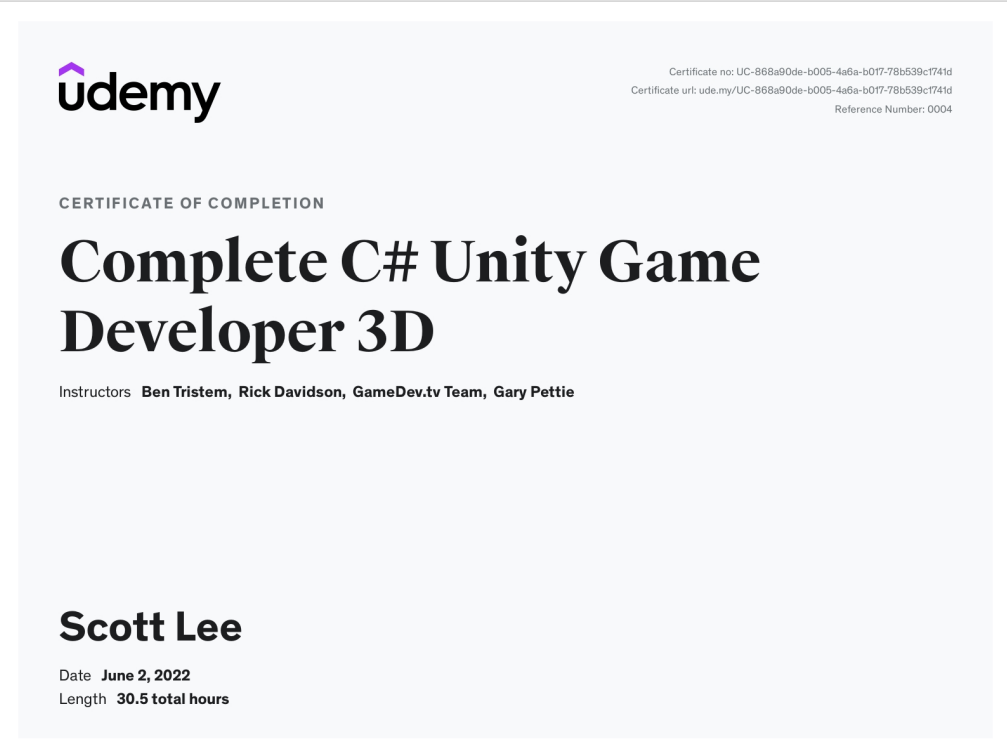 udemy
Certificate no: UC-868a90de-b005-4a6a-b017-78b539c1741d
Certificate url: ude.my/UC-868a90de-b005-4a6a-b017-78b539c1741d
Reference Number: 0004
CERTIFICATE OF COMPLETION
Complete C# Unity Game
Developer 3D
Instructors Ben Tristem, Rick Davidson, GameDev.tv Team, Gary Pettie
Scott Lee
Date June 2, 2022
Length 30.5 total hours